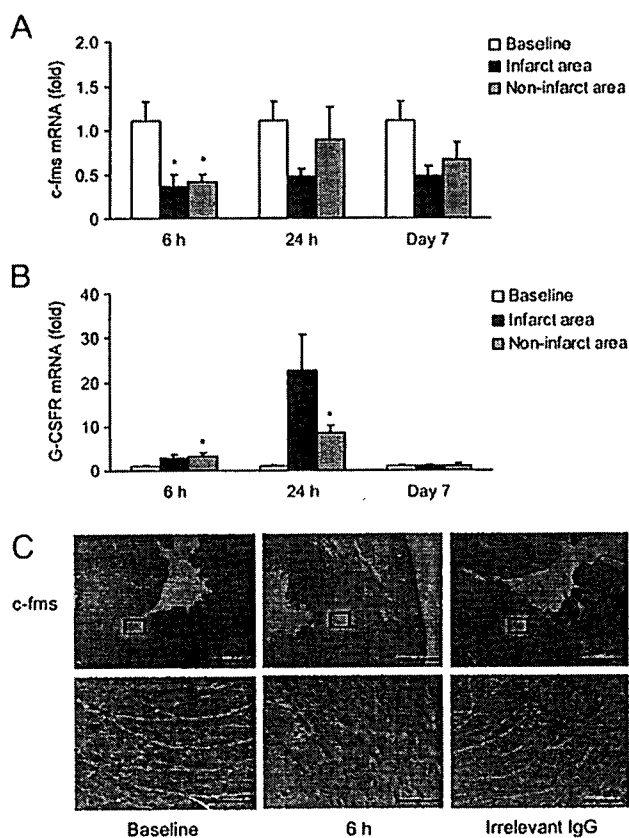 A
c-fms mRNA (fold)
2.0
1.5
1.0
0.5
0
Baseline
Infarct area
Non-infarct area
* *
6 h 24 h Day 7
B
G-CSFR mRNA (fold)
40
30
20
10
0
Baseline
Infarct area
Non-infarct area
* *
6 h 24 h Day 7
C
c-fms
Baseline 6 h Irrelevant IgG